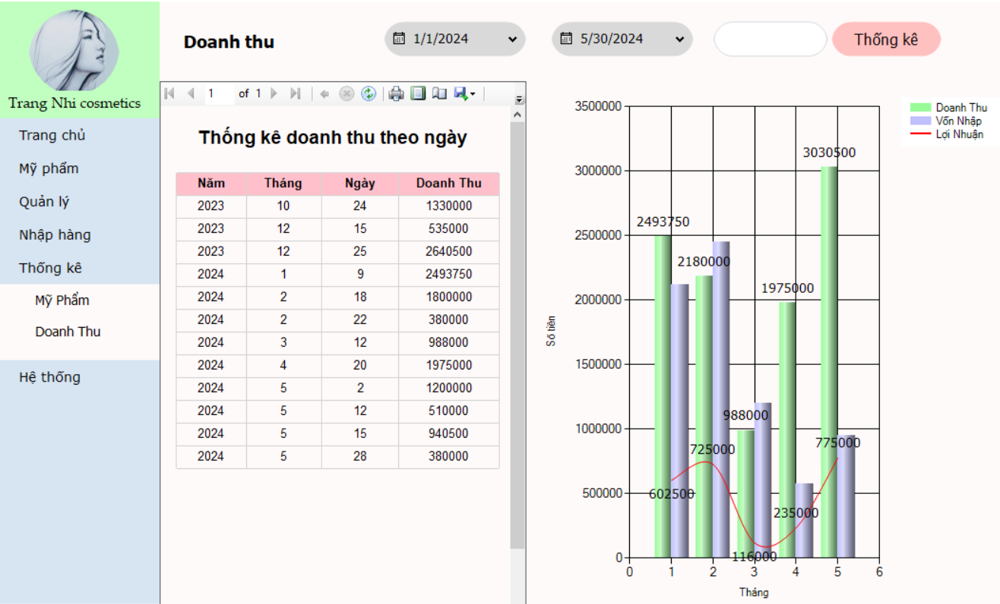 Trang Nhi cosmetics
Trang chủ
Mỹ phẩm
Quản lý
Nhập hàng
Thống kê
Mỹ Phẩm
Doanh Thu
Hệ thống
Doanh thu
1/1/2024
5/30/2024
Thống kê
1 of 1
Thống kê doanh thu theo ngày
Năm Tháng Ngày Doanh Thu
2023 10 24 1330000
2023 12 15 535000
2023 12 25 2640500
2024 1 9 2493750
2024 2 18 1800000
2024 2 22 380000
2024 3 12 988000
2024 4 20 1975000
2024 5 2 1200000
2024 5 12 510000
2024 5 15 940500
2024 5 28 380000
Doanh Thu
Vốn Nhập
Lợi Nhuận
Số tiền
3500000
3000000
2500000
2000000
1500000
1000000
500000
0
2493750
2180000
988000
1975000
3030500
602500
725000
116000
235000
775000
0 1 2 3 4 5 6
Tháng